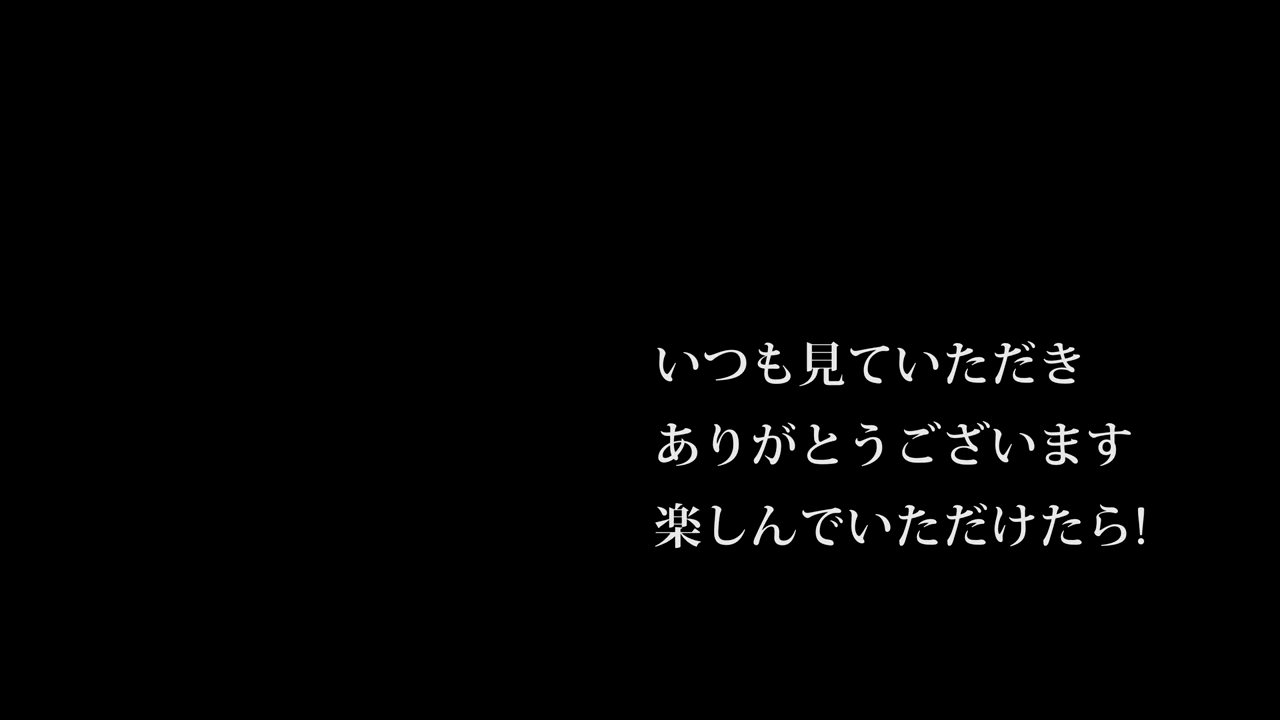 いつも見ていただき
ありがとうございます
楽しんでいただけたら!